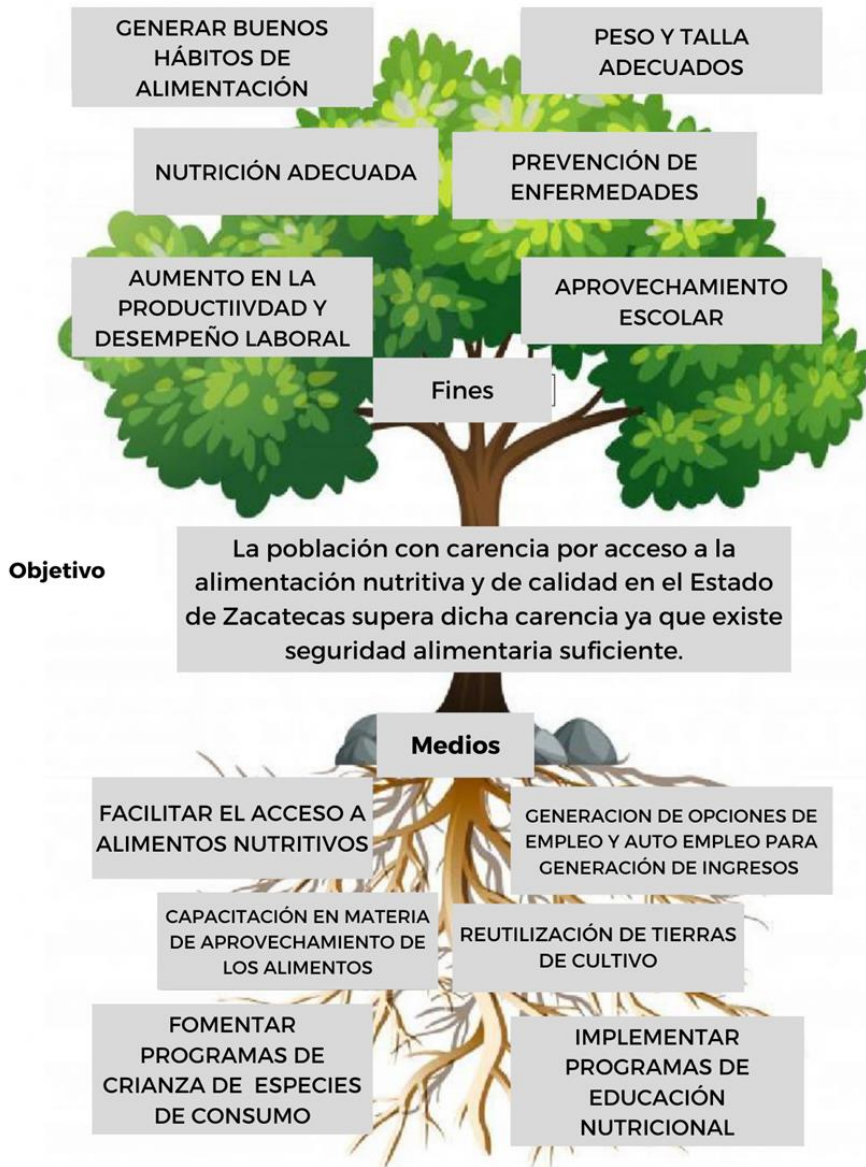 GENERAR BUENOS
HÁBITOS DE
ALIMENTACIÓN
PESO Y TALLA
ADECUADOS
NUTRICIÓN ADECUADA
PREVENCIÓN DE
ENFERMEDADES
AUMENTO EN LA
PRODUCTIIVDAD Y
DESEMPEÑO LABORAL
APROVECHAMIENTO
ESCOLAR
Fines
Objetivo
La población con carencia por acceso a la
alimentación nutritiva y de calidad en el Estado
de Zacatecas supera dicha carencia ya que existe
seguridad alimentaria suficiente.
Medios
FACILITAR EL ACCESO A
ALIMENTOS NUTRITIVOS
GENERACION DE OPCIONES DE
EMPLEO Y AUTO EMPLEO PARA
GENERACIÓN DE INGRESOS
CAPACITACIÓN EN MATERIA
DE APROVECHAMIENTO DE
LOS ALIMENTOS
REUTILIZACIÓN DE TIERRAS
DE CULTIVO
FOMENTAR
PROGRAMAS DE
CRIANZA DE ESPECIES
DE CONSUMO
IMPLEMENTAR
PROGRAMAS DE
EDUCACIÓN
NUTRICIONAL